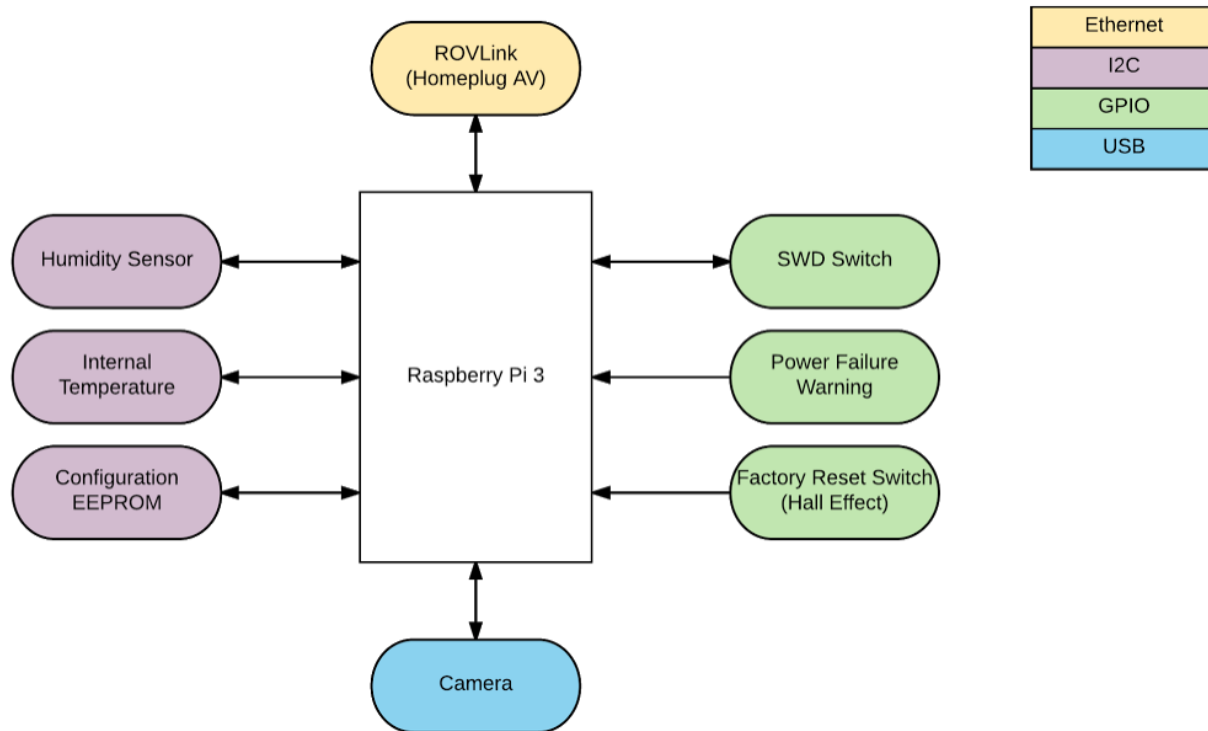 ROVLink
(Homeplug AV)
Ethernet
I2C
GPIO
USB
Humidity Sensor
Internal
Temperature
Configuration
EEPROM
Raspberry Pi 3
SWD Switch
Power Failure
Warning
Factory Reset Switch
(Hall Effect)
Camera